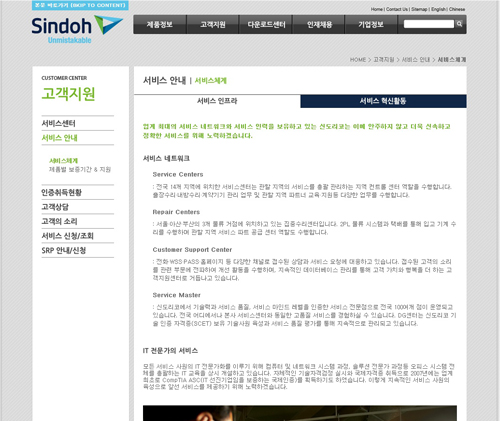 본문 바로가기 (SKIP TO CONTENT)
Home | Contact Us | Sitemap | English | Chinese
Sindoh
Unmistakable
제품정보
고객지원
다운로드센터
인재채용
기업정보
HOME > 고객지원 > 서비스 안내 > 서비스체계
CUSTOMER CENTER
고객지원
서비스센터
서비스 안내
서비스체계
제품별 보증기간 & 지원
인증취득현황
고객상담
고객의 소리
서비스 신청/조회
SRP 안내/신청
서비스 안내 | 서비스체계
서비스 인프라
서비스 혁신활동
업계 최대의 서비스 네트워크와 서비스 인력을 보유하고 있는 신도리코는 이에 안주하지 않고 더욱 신속하고
정확한 서비스를 위해 노력하겠습니다.
서비스 네트워크
Service Centers
: 전국 14개 지역에 위치한 서비스센터는 관할 지역의 서비스를 총괄 관리하는 지역 컨트롤 센터 역할을 수행합니다.
출장수리·내방수리·계약기기 관리 업무 및 관할 지역 파트너 교육·지원등 다양한 업무를 수행합니다.
Repair Centers
: 서울·아산·부산의 3개 물류 거점에 위치하고 있는 집중수리센터입니다. 2PL 물류 시스템과 택배를 통해 입고 기계 수
리를 수행하며 관할 지역 서비스 파트 공급 센터 역할도 수행합니다.
Customer Support Center
: 전화·WSS·PASS·홈페이지 등 다양한 채널로 접수된 상담과 서비스 요청에 대응하고 있습니다. 접수된 고객의 소리
를 관련 부문에 전파하여 개선 활동을 수행하며, 지속적인 데이터베이스 관리를 통해 고객 가치와 행복을 더 하는 고
객지원센터로 거듭나고 있습니다.
Service Master
: 신도리코에서 기술력과 서비스 품질, 서비스 마인드 레벨을 인증한 서비스 전문점으로 전국 100여개 점이 운영되고
있습니다. 전국 어디에서나 본사 서비스센터와 동일한 고품질 서비스를 경험하실 수 있습니다. DG센터는 신도리코 기
술 인증 자격증(SCET) 보유 기술사원 육성과 서비스 품질 평가를 통해 지속적으로 관리되고 있습니다.
IT 전문가의 서비스
모든 서비스 사원의 IT 전문가화를 이루기 위해 컴퓨터 및 네트워크 시스템 과정, 솔루션 전문가 과정등 오피스 시스템 전
체를 총괄하는 IT 교육을 상시 개설하고 있습니다. 자체적인 기술자격검정 실시와 국제자격증 취득으로 2007년에는 업계
최초로 CompTIA ASCUT 선진기업임을 보증하는 국제인증)를 획득하기도 하였습니다. 이렇게 지속적인 서비스 사원의
육성으로 앞선 서비스를 제공하기 위해 노력하겠습니다.